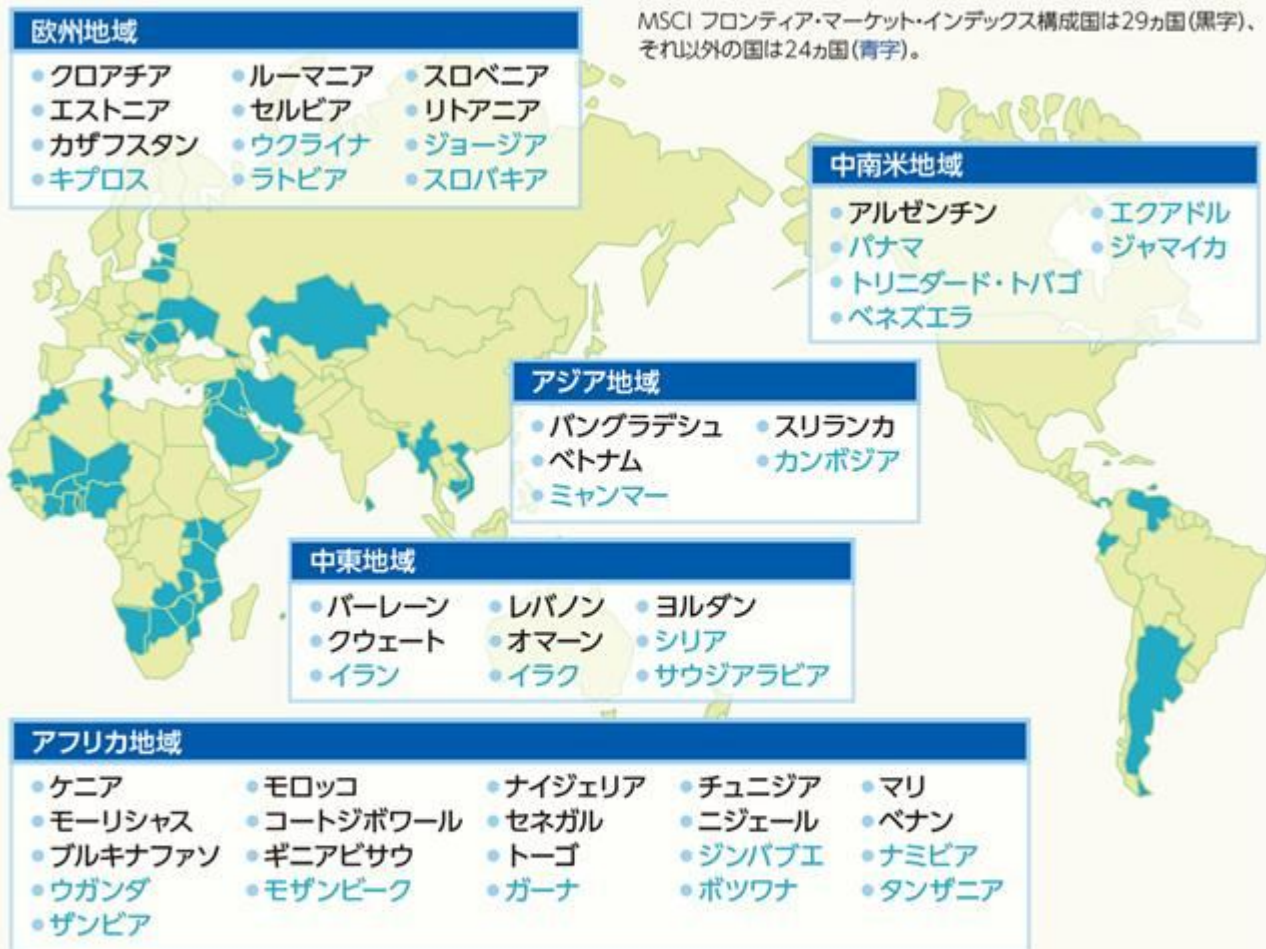 MSCI フロンティア・マーケット・インデックス構成国は29ヵ国(黒字)、
それ以外の国は24ヵ国(青字)。
欧州地域
•クロアチア •ルーマニア •スロベニア
•エストニア •セルビア •リトアニア
•カザフスタン •ウクライナ •ジョージア
•キプロス •ラトビア •スロバキア
中南米地域
•アルゼンチン •エクアドル
•パナマ •ジャマイカ
•トリニダード・トバゴ
•ベネズエラ
アジア地域
•バングラデシュ •スリランカ
•ベトナム •カンボジア
•ミャンマー
中東地域
•バーレーン •レバノン •ヨルダン
•クウェート •オマーン •シリア
•イラン •イラク •サウジアラビア
アフリカ地域
•ケニア •モロッコ •ナイジェリア •チュニジア •マリ
•モーリシャス •コートジボワール •セネガル •ニジェール •ベナン
•ブルキナファソ •ギニアビサウ •トーゴ •ジンバブエ •ナミビア
•ウガンダ •モザンビーク •ガーナ •ボツワナ •タンザニア
•ザンビア